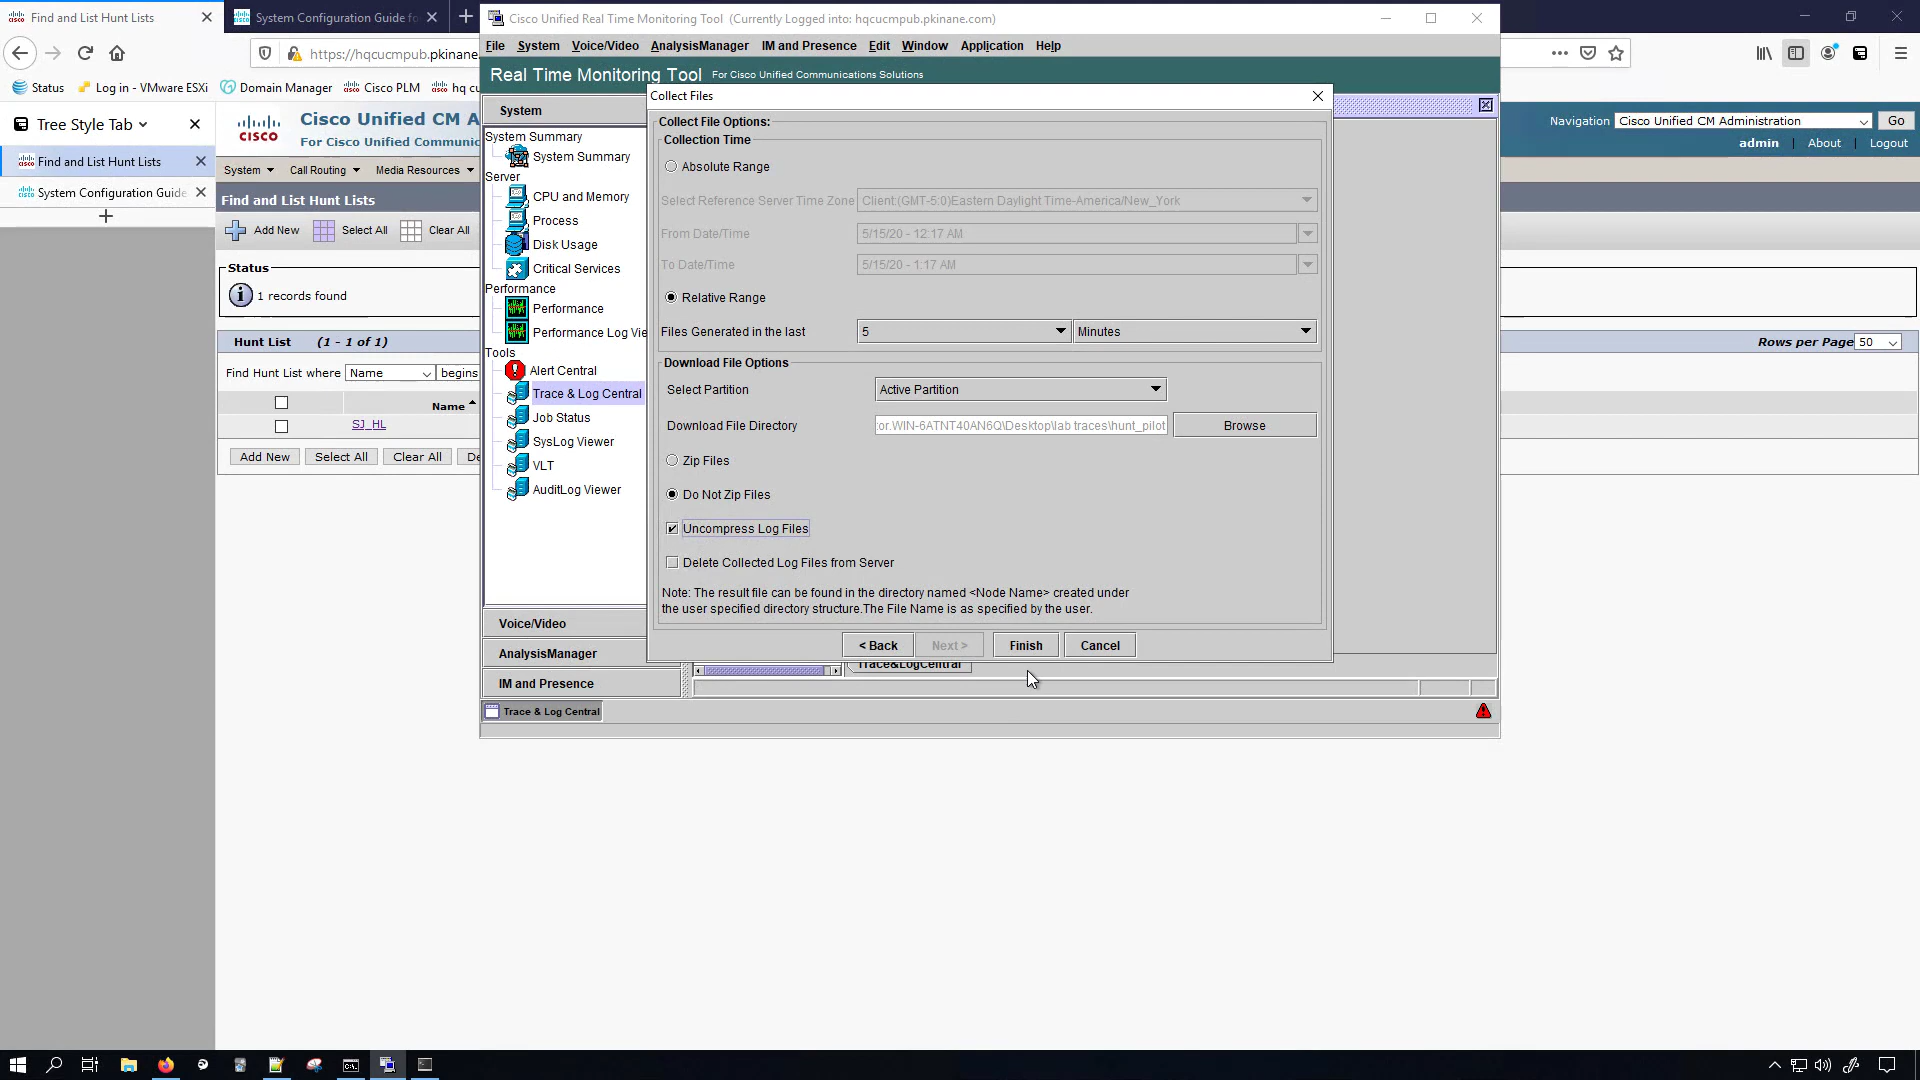 Find and List Hunt Lists
System Configuration Guide fo
Cisco Unified Real Time Monitoring Tool (Currently Logged into: hqcucmpub.pkinane.com)
https://hqcucmpub.pkinane
File System Voice/Video AnalysisManager IM and Presence Edit Window Application Help
Status Log in - VMware ESXi Domain Manager Cisco PLM hq c
Real Time Monitoring Tool For Cisco Unified Communications Solutions
Tree Style Tab
Find and List Hunt Lists
System Configuration Guide
CISCO
Cisco Unified CM A
For Cisco Unified Communic
Navigation Cisco Unified CM Administration Go
admin | About | Logout
System Call Routing Media Resources
Find and List Hunt Lists
Add New Select All Clear All
Status
1 records found
Hunt List (1 - 1 of 1)
Rows per Page 50
Find Hunt List where Name begins
Name
SJ_HL
Add New Select All Clear All De
System
System Summary
System Summary
Server
CPU and Memory
Process
Disk Usage
Critical Services
Performance
Performance
Performance Log Vie
Tools
Alert Central
Trace & Log Central
Job Status
SysLog Viewer
VLT
AuditLog Viewer
Voice/Video
AnalysisManager
IM and Presence
Trace & Log Central
Collect Files
Collect File Options:
Collection Time
Absolute Range
Select Reference Server Time Zone Client:(GMT-5:0)Eastern Daylight Time-America/New_York
From Date/Time 5/15/20 - 12:17 AM
To Date/Time 5/15/20 - 1:17 AM
Relative Range
Files Generated in the last 5 Minutes
Download File Options
Select Partition Active Partition
Download File Directory or.WIN-6ATNT40AN6Q\Desktop\lab traces\hunt_pilot Browse
Zip Files
Do Not Zip Files
Uncompress Log Files
Delete Collected Log Files from Server
Note: The result file can be found in the directory named <Node Name> created under
the user specified directory structure.The File Name is as specified by the user.
< Back Next > Finish Cancel
Trace&LogCentral